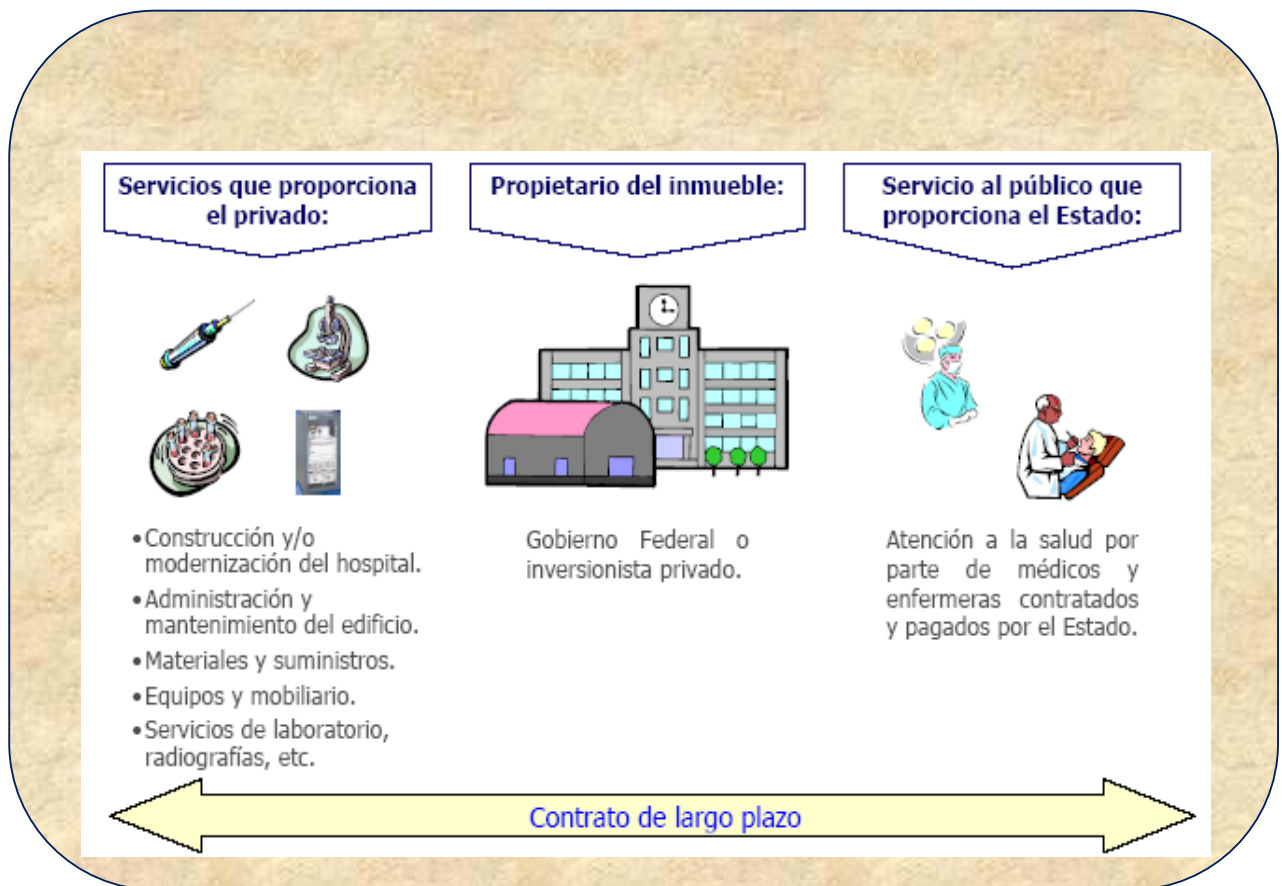 Servicios que proporciona
el privado:
• Construcción y/o
modernización del hospital.
• Administración y
mantenimiento del edificio.
• Materiales y suministros.
• Equipos y mobiliario.
• Servicios de laboratorio,
radiografías, etc.
Propietario del inmueble:
Gobierno Federal o
inversionista privado.
Servicio al público que
proporciona el Estado:
Atención a la salud por
parte de médicos y
enfermeras contratados
y pagados por el Estado.
Contrato de largo plazo